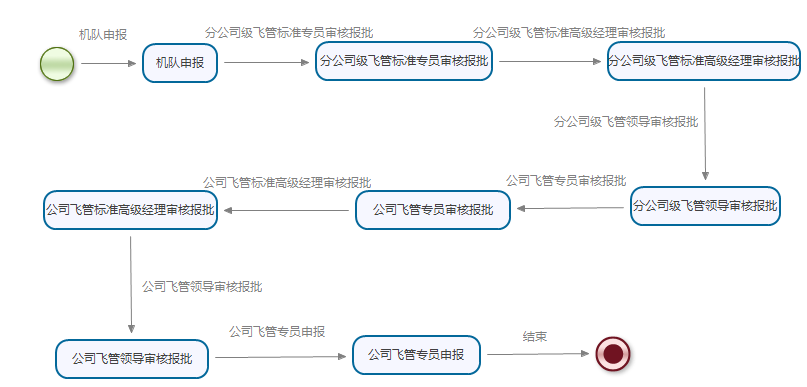 机队申报
分公司级飞管标准专员审核报批
分公司级飞管标准高级经理审核报批
机队申报
分公司级飞管标准专员审核报批
分公司级飞管标准高级经理审核报批
分公司级飞管领导审核报批
公司飞管标准高级经理审核报批
公司飞管专员审核报批
公司飞管标准高级经理审核报批
公司飞管专员审核报批
分公司级飞管领导审核报批
公司飞管领导审核报批
公司飞管专员申报
结束
公司飞管领导审核报批
公司飞管专员申报